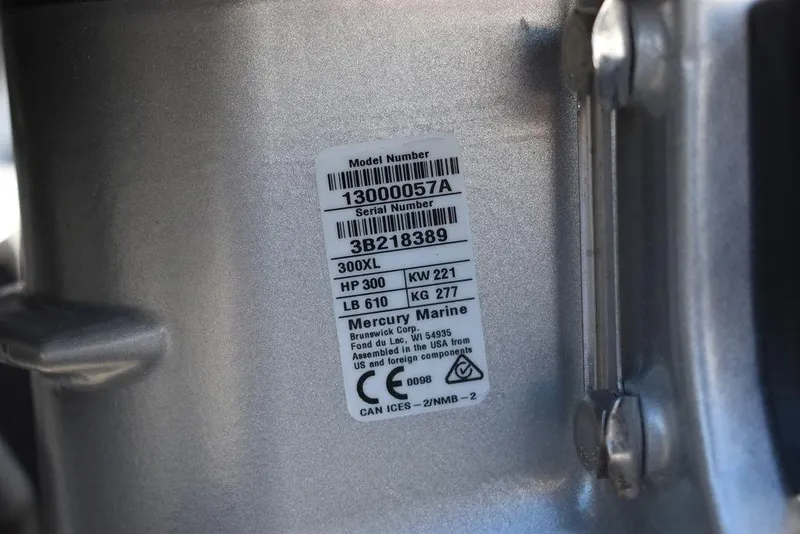 Model Number
13000057A
Serial Number
3B218389
300XL
HP 300 KW 221
LB 610 KG 277
Mercury Marine
Brunswick Corp.
Fond du Lac, WI 54935
Assembled in the USA from
US and foreign components
CE 0098
CAN ICES-2/NMB-2